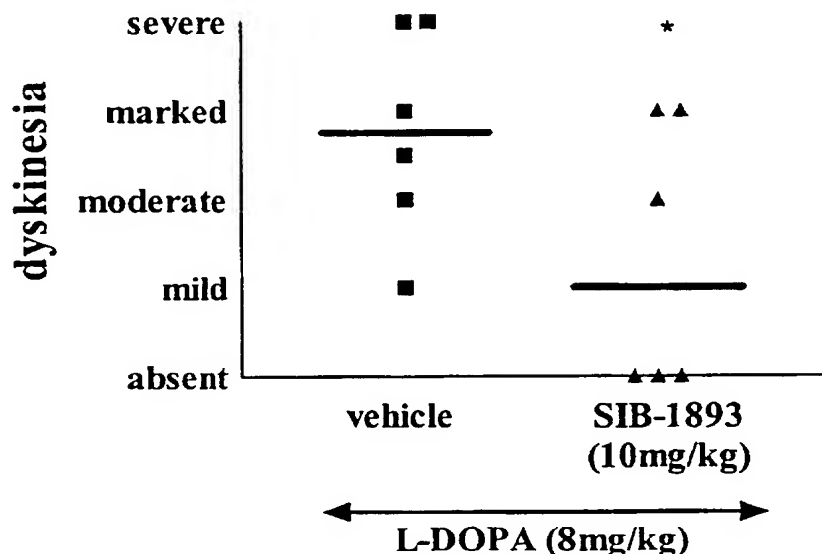 dyskinesia
severe
*
marked
moderate
mild
absent
vehicle
SIB-1893
(10mg/kg)
L-DOPA (8mg/kg)